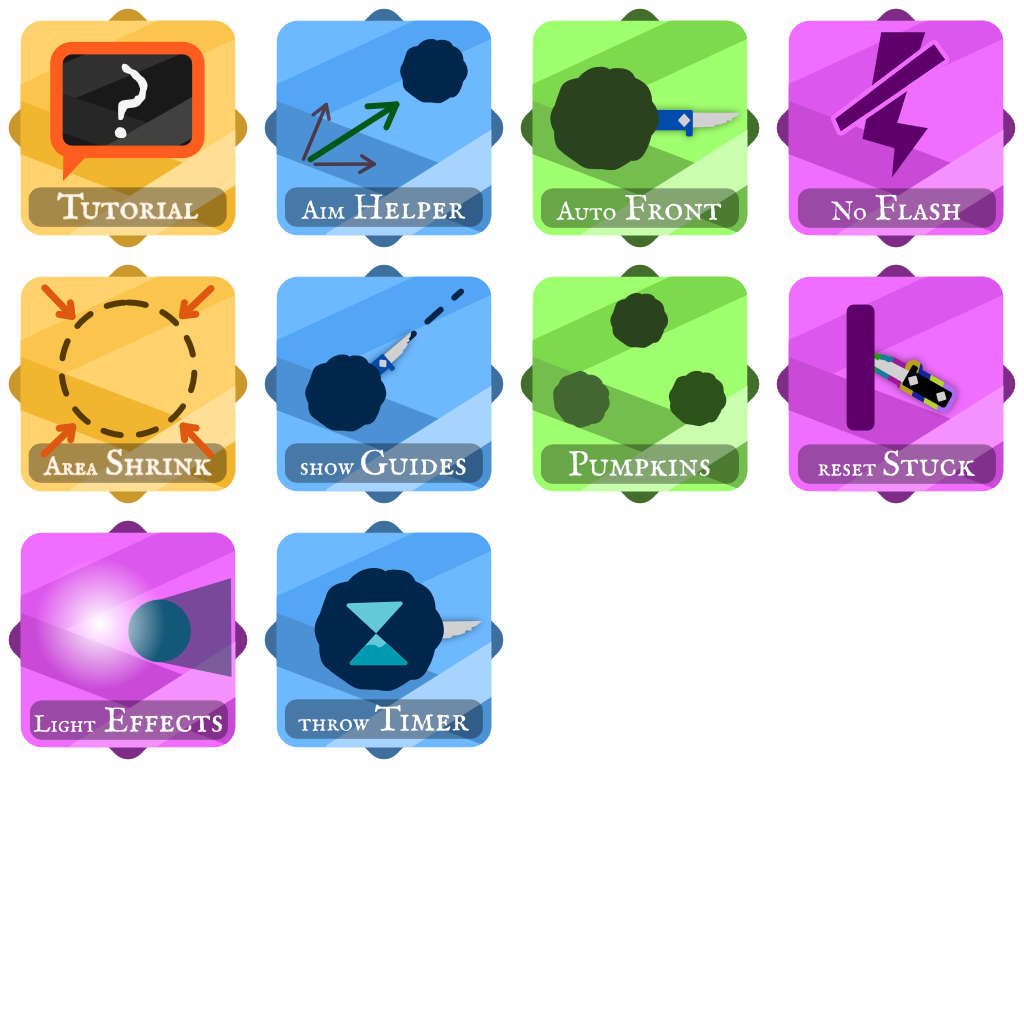 ?
Tutorial
Aim Helper
Auto Front
No Flash
Area Shrink
show Guides
Pumpkins
reset Stuck
Light Effects
throw Timer